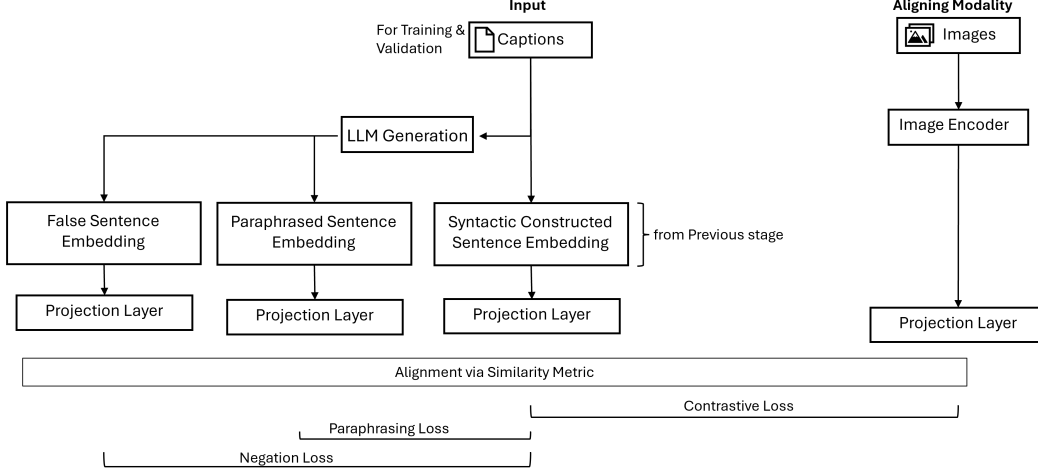 Input
Aligning Modality
For Training &
Validation
Captions
Images
LLM Generation
Image Encoder
False Sentence
Embedding
Paraphrased Sentence
Embedding
Syntactic Constructed
Sentence Embedding
from Previous stage
Projection Layer
Projection Layer
Projection Layer
Projection Layer
Alignment via Similarity Metric
Contrastive Loss
Paraphrasing Loss
Negation Loss